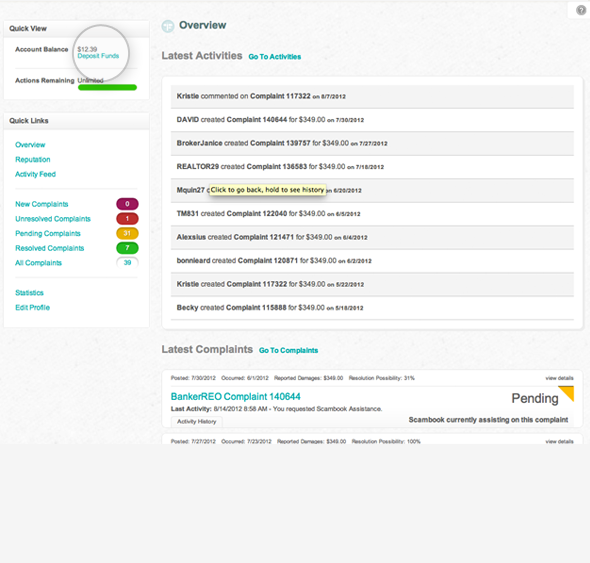 Quick View
Account Balance $12.39
Deposit Funds
Actions Remaining Unlimited
Quick Links
Overview
Reputation
Activity Feed
New Complaints 0
Unresolved Complaints 1
Pending Complaints 31
Resolved Complaints 7
All Complaints 39
Statistics
Edit Profile
?
Overview
Latest Activities Go To Activities
Kristie commented on Complaint 117322 on 8/7/2012
DAVID created Complaint 140644 for $349.00 on 7/30/2012
BrokerJanice created Complaint 139757 for $349.00 on 7/27/2012
REALTOR29 created Complaint 136583 for $349.00 on 7/18/2012
Mquin27 Click to go back, hold to see history on 6/20/2012
TM831 created Complaint 122040 for $349.00 on 6/5/2012
Alexsius created Complaint 121471 for $349.00 on 6/4/2012
bonnieard created Complaint 120871 for $349.00 on 6/2/2012
Kristie created Complaint 117322 for $349.00 on 5/22/2012
Becky created Complaint 115888 for $349.00 on 5/18/2012
Latest Complaints Go To Complaints
Posted: 7/30/2012 Occurred: 6/1/2012 Reported Damages: $349.00 Resolution Possibility: 31% view details
BankerREO Complaint 140644 Pending
Last Activity: 8/14/2012 8:58 AM - You requested Scambook Assistance.
Activity History Scambook currently assisting on this complaint
Posted: 7/27/2012 Occurred: 7/23/2012 Reported Damages: $349.00 Resolution Possibility: 100% view details